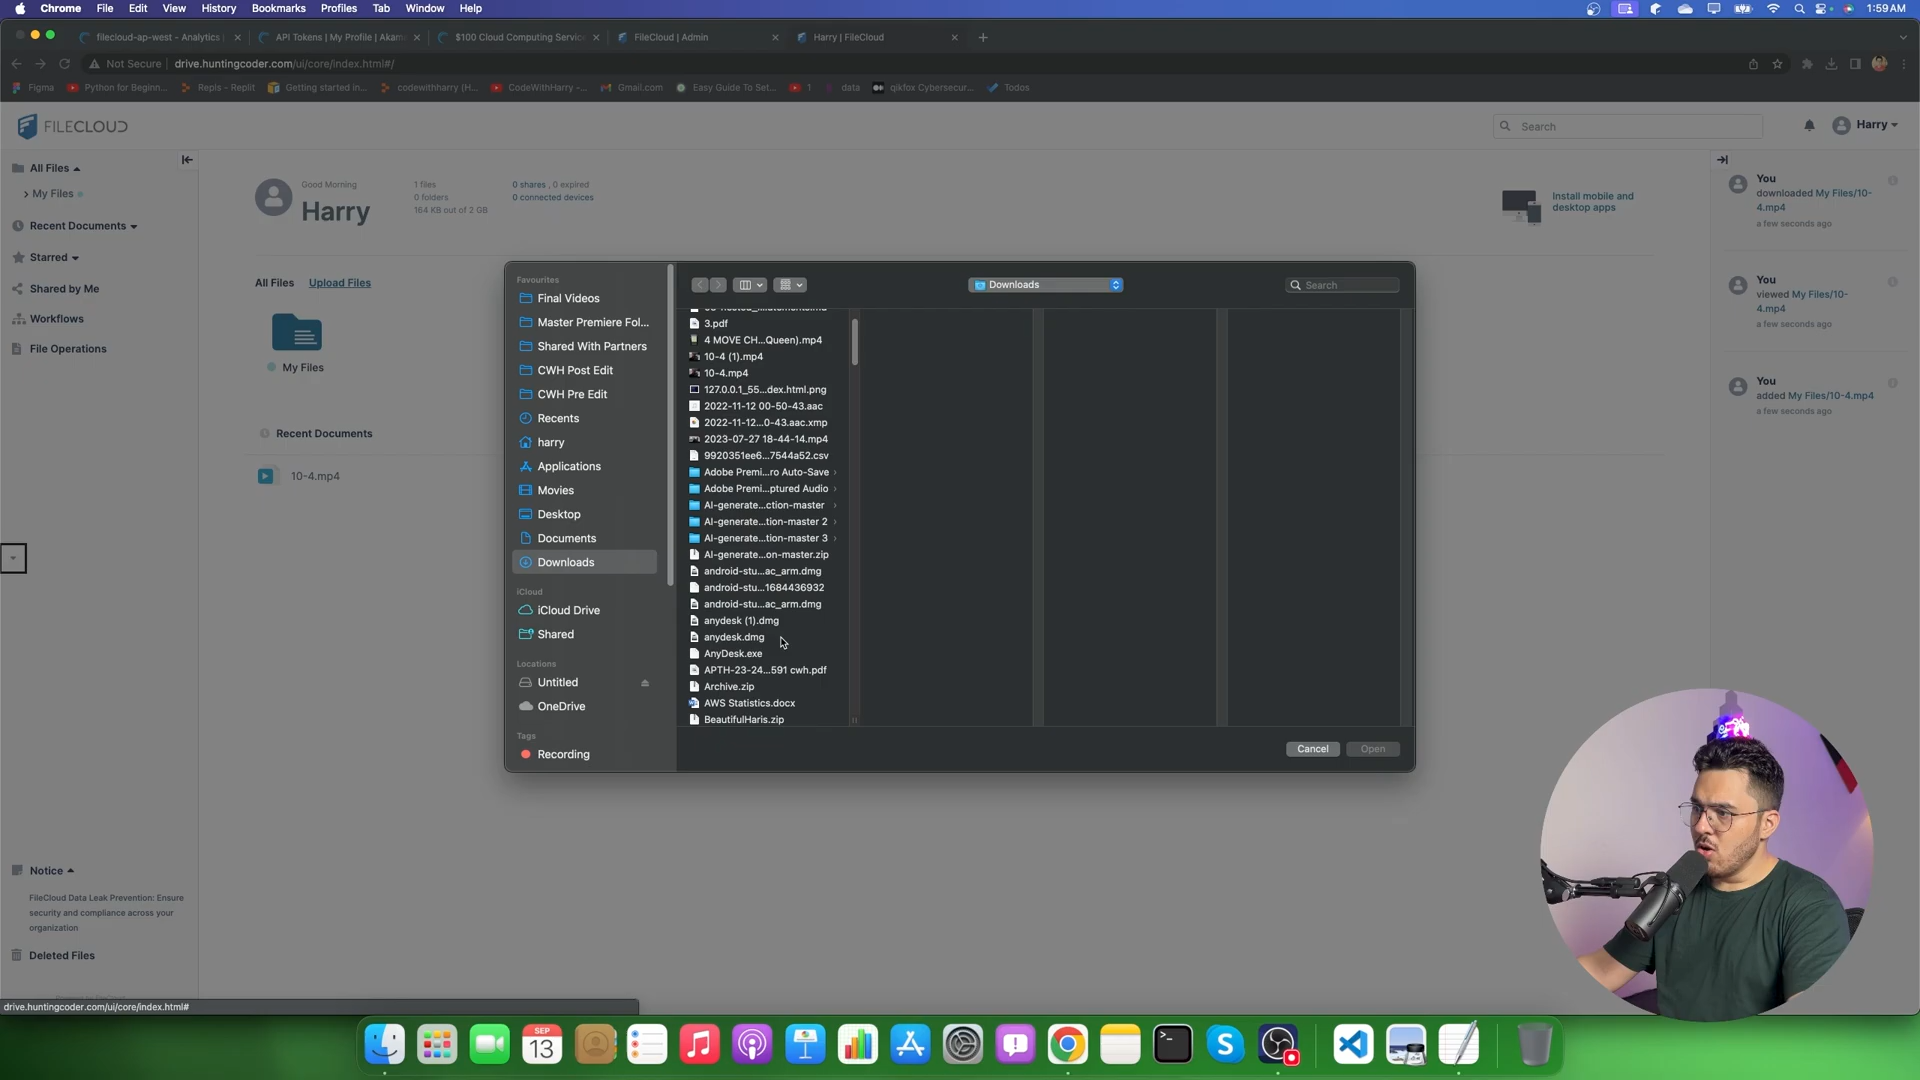 Chrome File Edit View History Bookmarks Profiles Tab Window Help 1:59 AM
filecloud-ap-west - Analytics API Tokens | My Profile | Akam $100 Cloud Computing Service FileCloud | Admin Harry | FileCloud
Not Secure drive.huntingcoder.com/ui/core/index.html#/
Figma Python for Beginn... Repls - Replit Getting started in... codewithharry (H... CodeWithHarry -... Gmail.com Easy Guide To Set... 1 data qikfox Cybersecur... Todos
FILECLOUD
Search
Harry
All Files
My Files
Recent Documents
Starred
Shared by Me
Workflows
File Operations
Notice
FileCloud Data Leak Prevention: Ensure
security and compliance across your
organization
Deleted Files
drive.huntingcoder.com/ui/core/index.html#
Good Morning
Harry
1 files
0 folders
164 KB out of 2 GB
0 shares , 0 expired
0 connected devices
Install mobile and
desktop apps
All Files Upload Files
My Files
Recent Documents
10-4.mp4
Favourites
Final Videos
Master Premiere Fol...
Shared With Partners
CWH Post Edit
CWH Pre Edit
Recents
harry
Applications
Movies
Desktop
Documents
Downloads
iCloud
iCloud Drive
Shared
Locations
Untitled
OneDrive
Tags
Recording
Downloads
Search
3.pdf
4 MOVE CH...Queen).mp4
10-4 (1).mp4
10-4.mp4
127.0.0.1_55...dex.html.png
2022-11-12 00-50-43.aac
2022-11-12...0-43.aac.xmp
2023-07-27 18-44-14.mp4
9920351ee6...7544a52.csv
Adobe Premi...ro Auto-Save
Adobe Premi...ptured Audio
AI-generate...ction-master
AI-generate...tion-master 2
AI-generate...tion-master 3
AI-generate...on-master.zip
android-stu...ac_arm.dmg
android-stu...1684436932
android-stu...ac_arm.dmg
anydesk (1).dmg
anydesk.dmg
AnyDesk.exe
APTH-23-24...591 cwh.pdf
Archive.zip
AWS Statistics.docx
BeautifulHaris.zip
Cancel Open
You
downloaded My Files/10-
4.mp4
a few seconds ago
You
viewed My Files/10-
4.mp4
a few seconds ago
You
added My Files/10-4.mp4
a few seconds ago
SEP
13